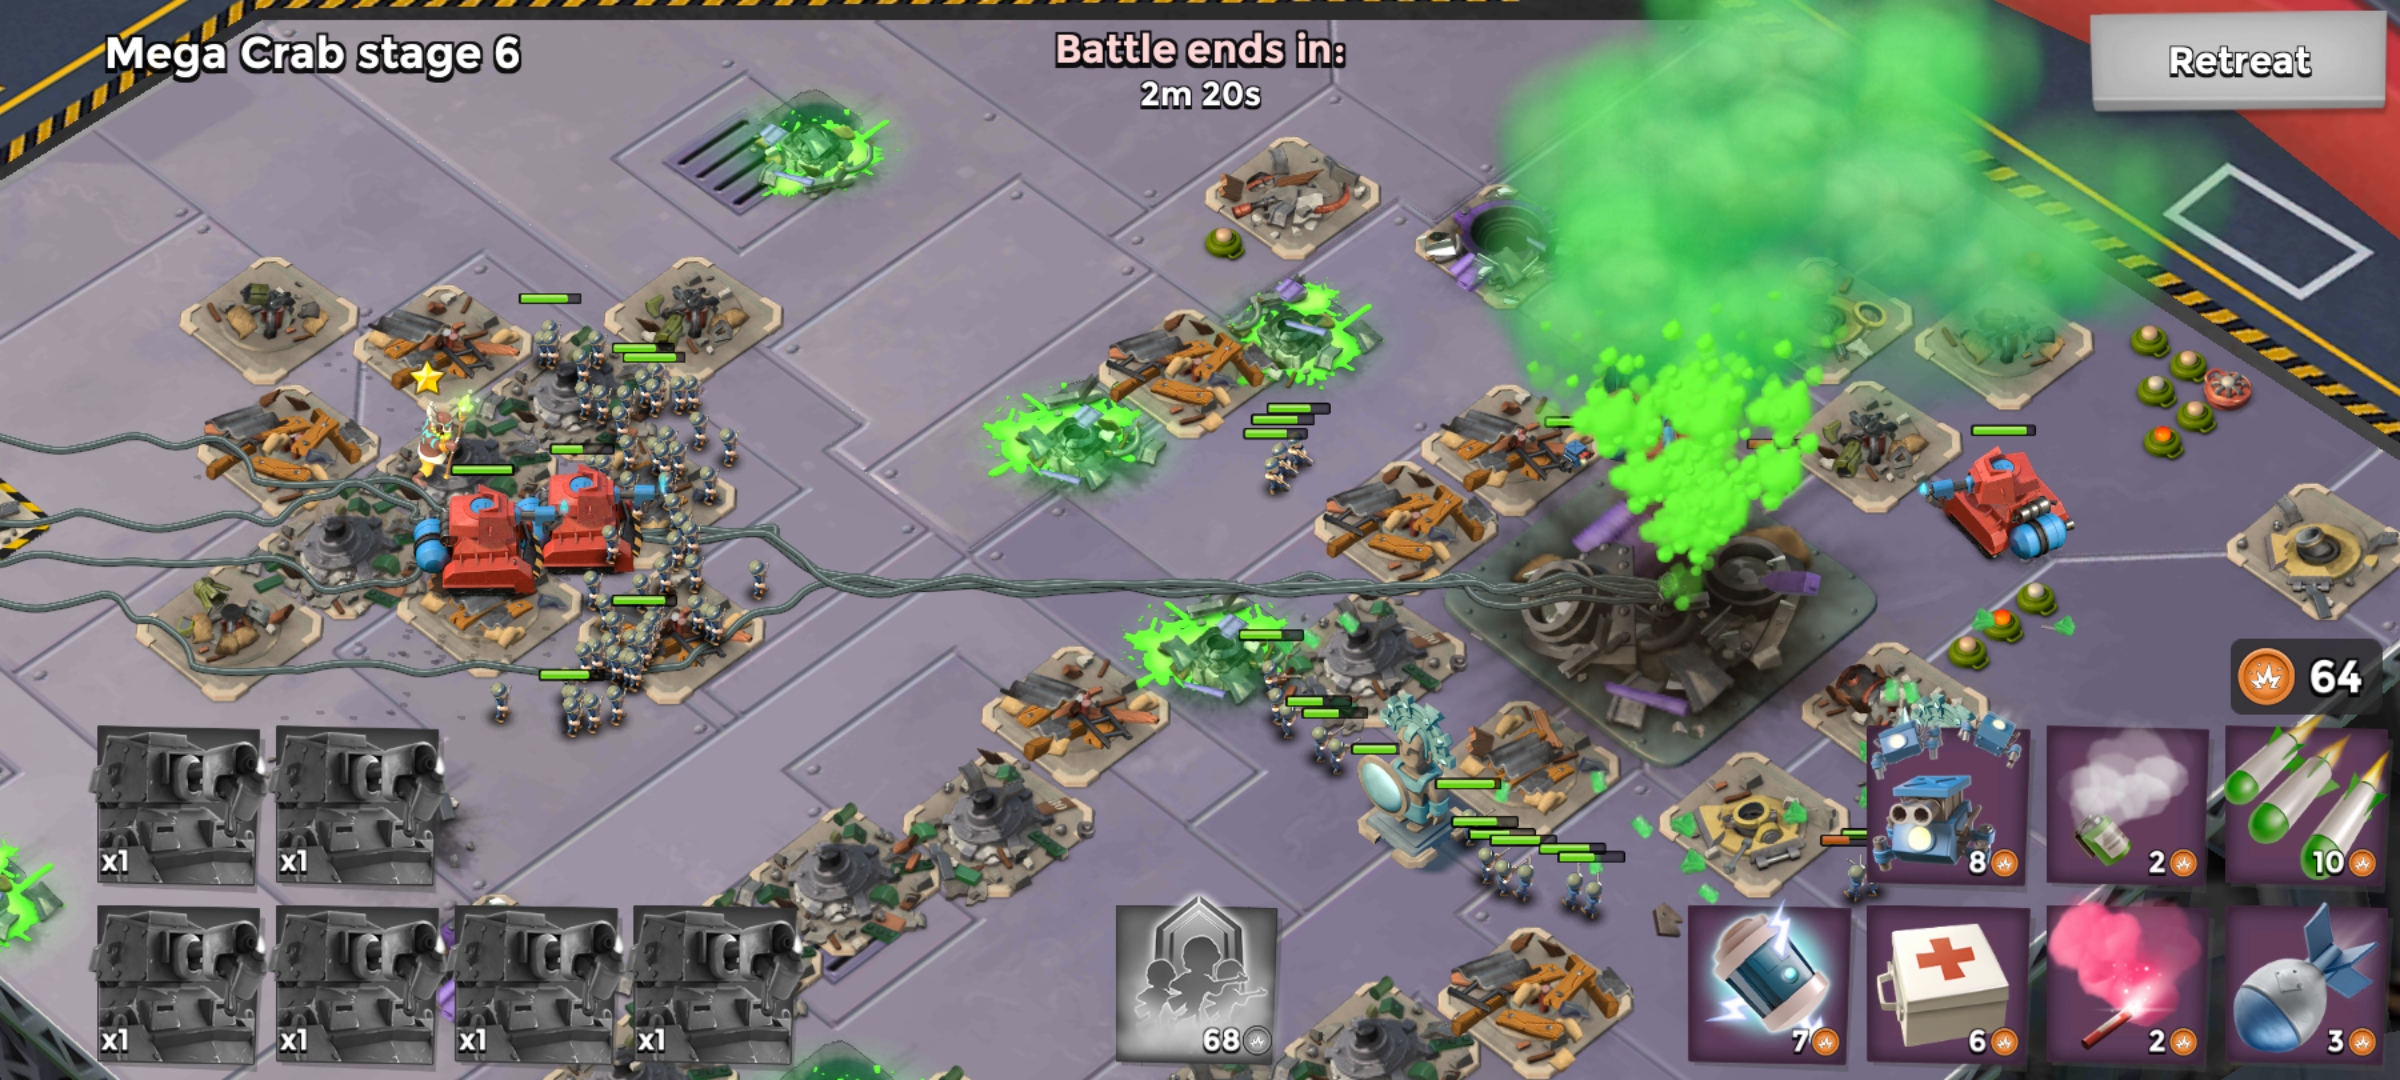 Mega Crab stage 6
Battle ends in:
2m 20s
Retreat
64
x1
x1
8
2
10
x1
x1
x1
x1
68
7
6
2
3